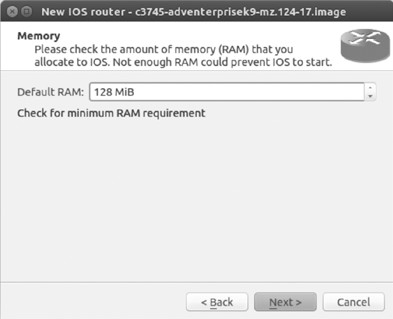 New IOS router - c3745-adventerprisek9-mz.124-17.image
Memory
Please check the amount of memory (RAM) that you
allocate to IOS. Not enough RAM could prevent IOS to start.
Default RAM: 128 MiB
Check for minimum RAM requirement
< Back Next > Cancel